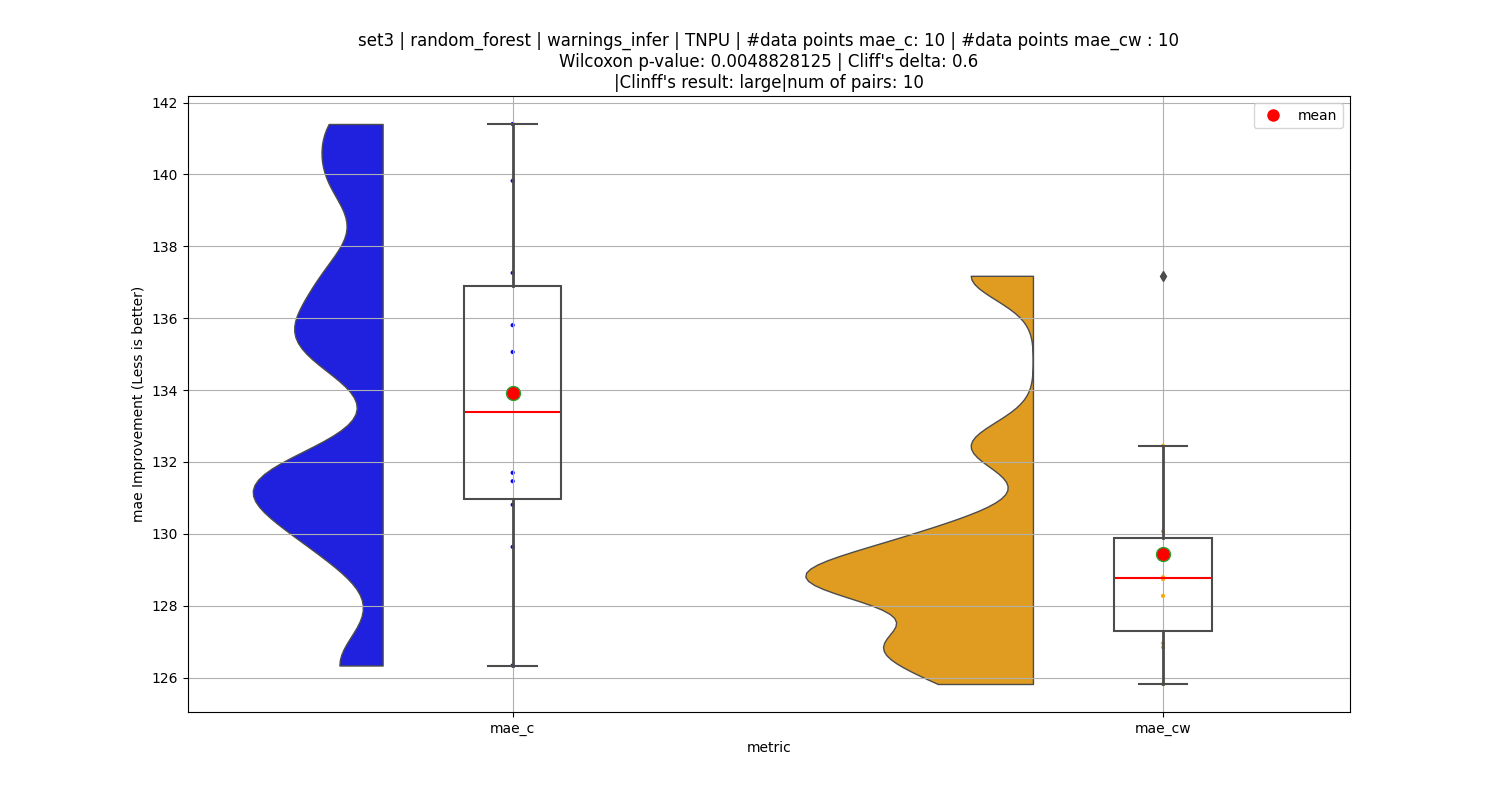 set3 | random_forest | warnings_infer | TNPU | #data points mae_c: 10 | #data points mae_cw : 10
Wilcoxon p-value: 0.0048828125 | Cliff's delta: 0.6
|Clinff's result: large|num of pairs: 10
mean
mae Improvement (Less is better)
142
140
138
136
134
132
130
128
126
mae_c
mae_cw
metric